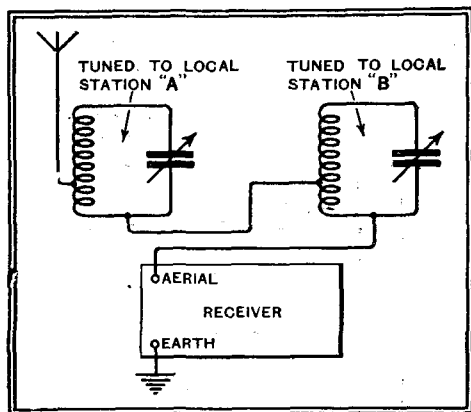 TUNED TO LOCAL
STATION "A"
TUNED TO LOCAL
STATION "B"
AERIAL
RECEIVER
EARTH